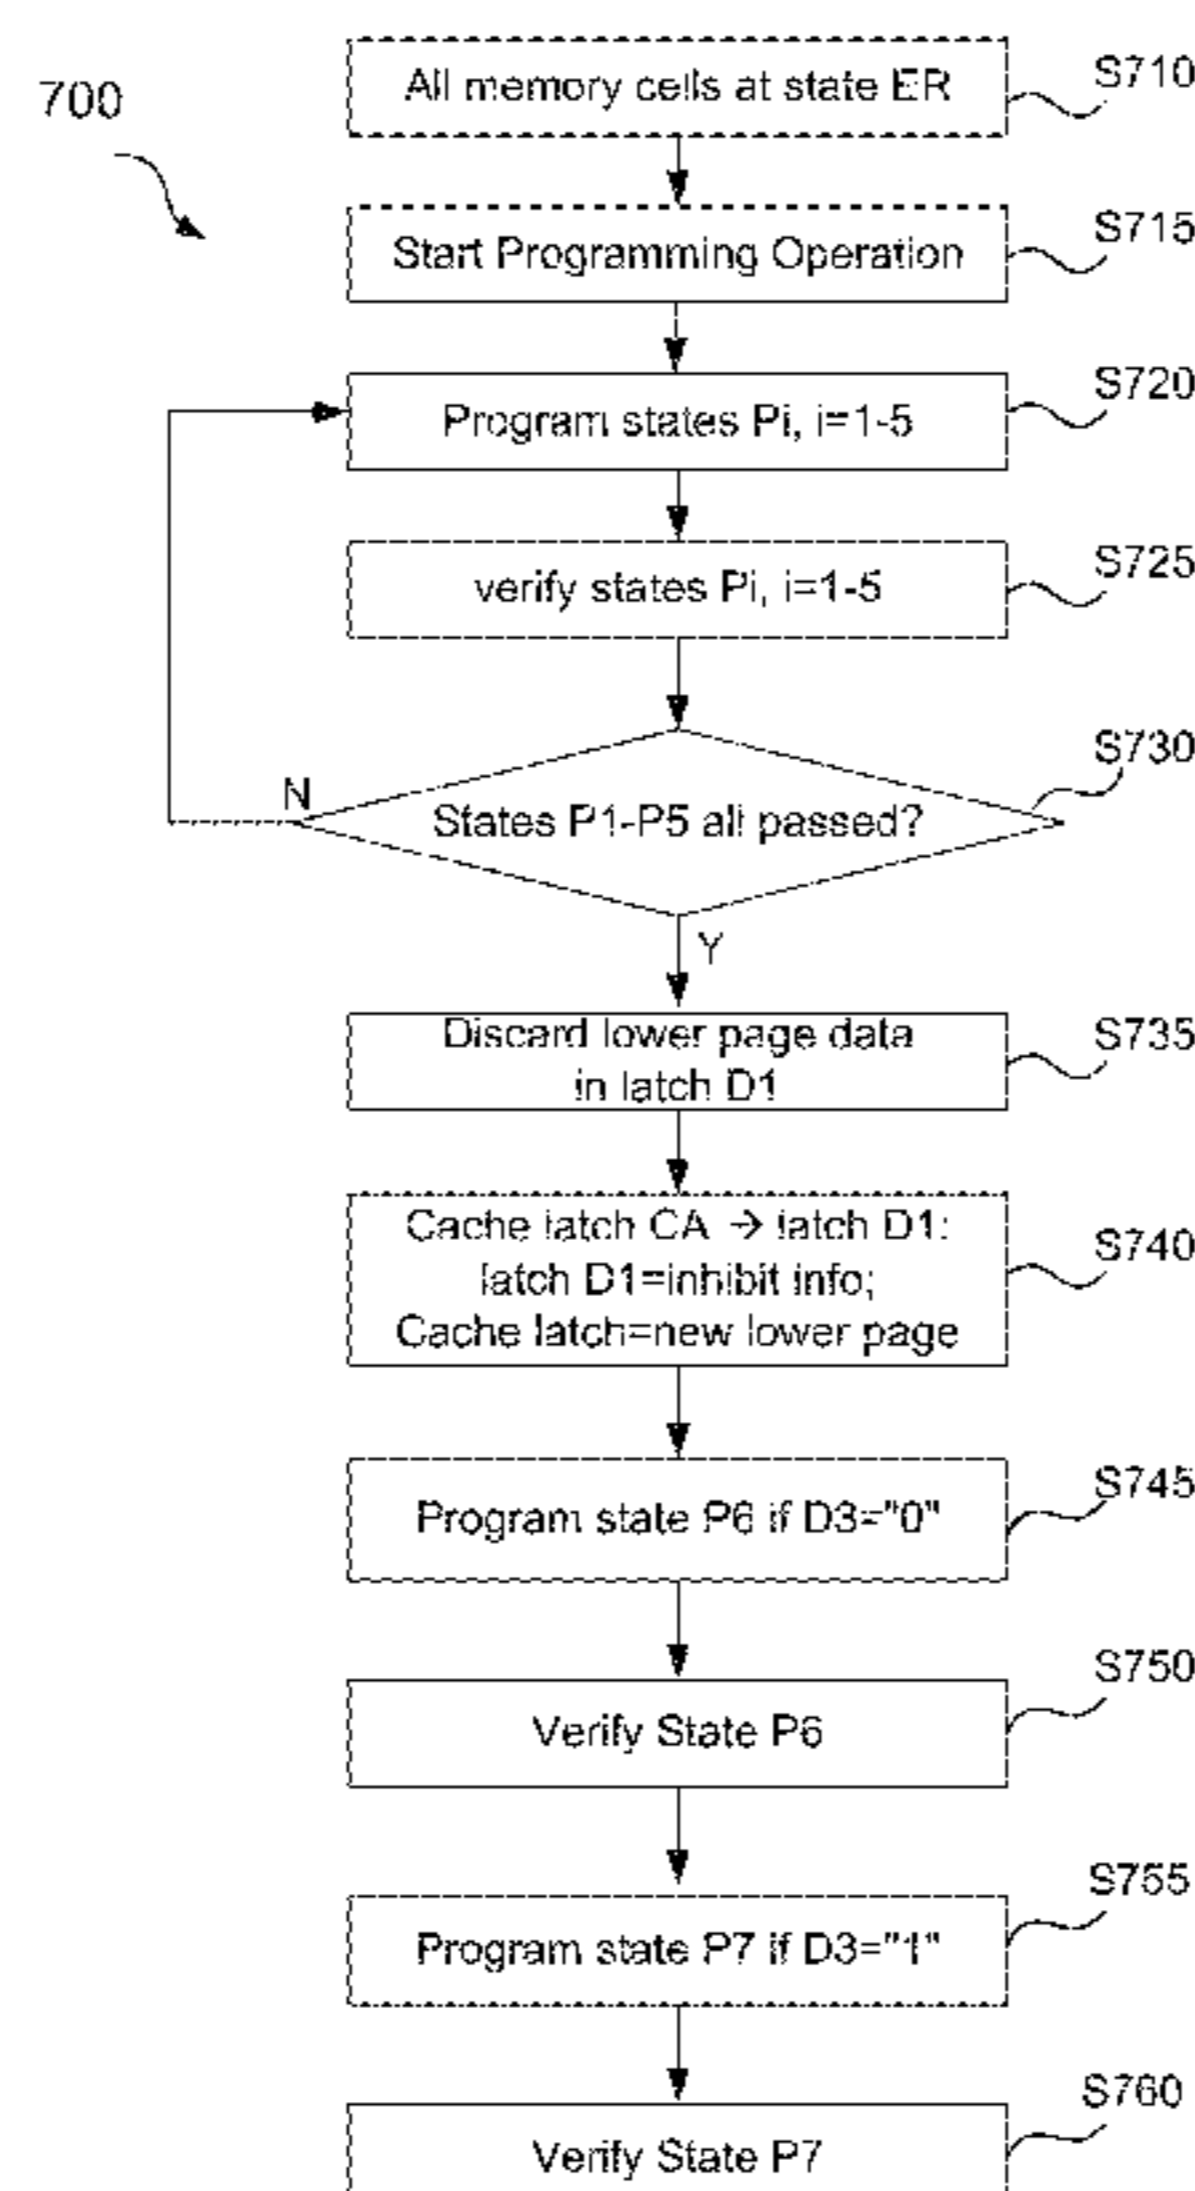 700
All memory cells at state ER
S710
Start Programming Operation
S715
Program states Pi, i=1-5
S720
verify states Pi, i=1-5
S725
States P1-P5 all passed?
S730
N
Y
Discard lower page data
in latch D1
S735
Cache latch CA → latch D1:
latch D1=inhibit info;
Cache latch=new lower page
S740
Program state P6 if D3="0"
S745
Verify State P6
S750
Program state P7 if D3="1"
S755
Verify State P7
S760